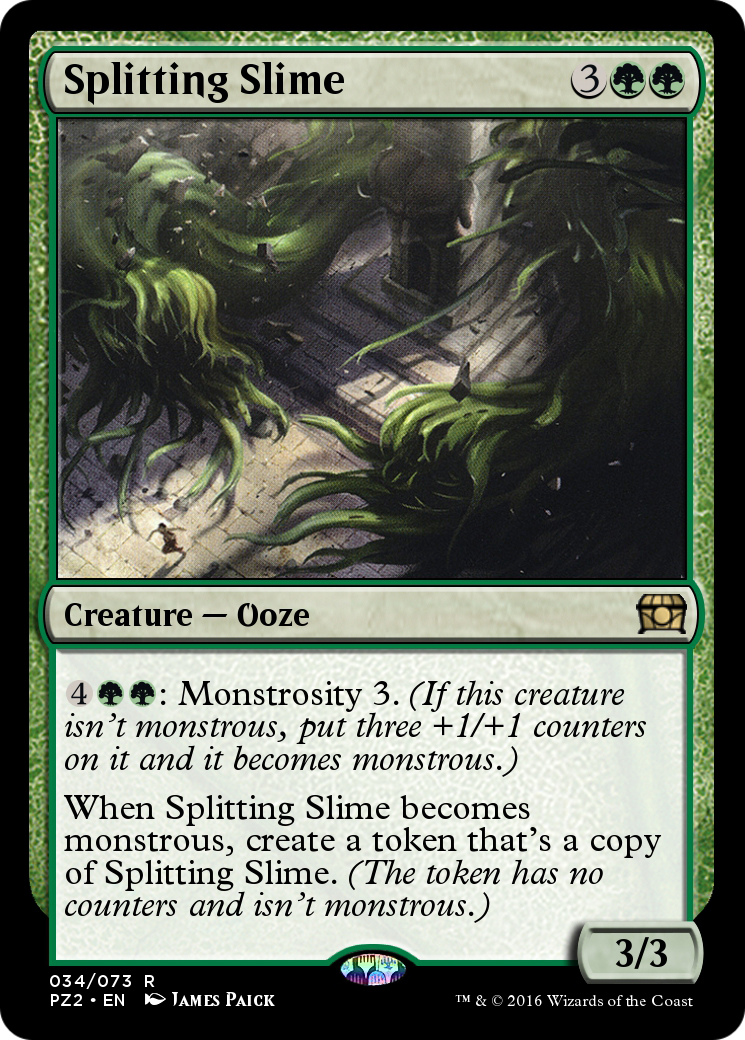 Splitting Slime 3
Creature — Ooze
4: Monstrosity 3. (If this creature
isn't monstrous, put three +1/+1 counters
on it and it becomes monstrous.)
When Splitting Slime becomes
monstrous, create a token that's a copy
of Splitting Slime. (The token has no
counters and isn't monstrous.)
3/3
034/073 R
PZ2 • EN James Paick
™ & © 2016 Wizards of the Coast